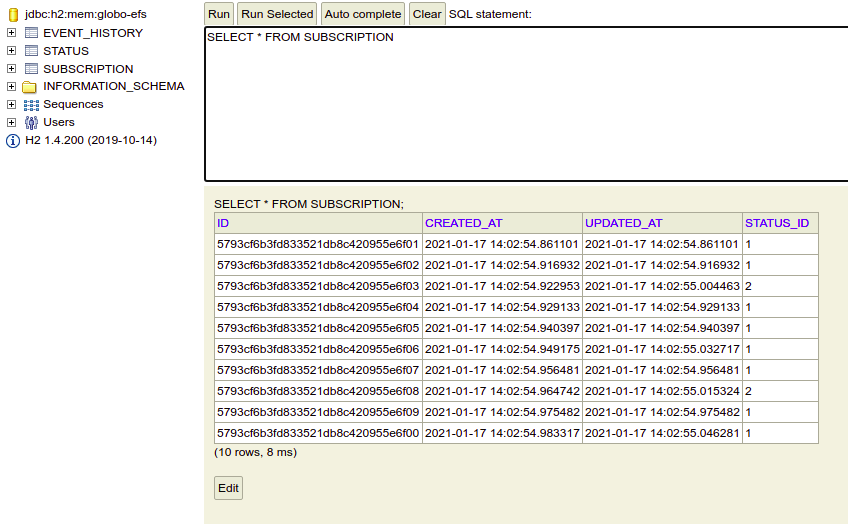 jdbc:h2:mem:globo-efs
EVENT_HISTORY
STATUS
SUBSCRIPTION
INFORMATION_SCHEMA
Sequences
Users
H2 1.4.200 (2019-10-14)
Run Run Selected Auto complete Clear SQL statement:
SELECT * FROM SUBSCRIPTION
SELECT * FROM SUBSCRIPTION;
ID CREATED_AT UPDATED_AT STATUS_ID
5793cf6b3fd833521db8c420955e6f01 2021-01-17 14:02:54.861101 2021-01-17 14:02:54.861101 1
5793cf6b3fd833521db8c420955e6f02 2021-01-17 14:02:54.916932 2021-01-17 14:02:54.916932 1
5793cf6b3fd833521db8c420955e6f03 2021-01-17 14:02:54.922953 2021-01-17 14:02:55.004463 2
5793cf6b3fd833521db8c420955e6f04 2021-01-17 14:02:54.929133 2021-01-17 14:02:54.929133 1
5793cf6b3fd833521db8c420955e6f05 2021-01-17 14:02:54.940397 2021-01-17 14:02:54.940397 1
5793cf6b3fd833521db8c420955e6f06 2021-01-17 14:02:54.949175 2021-01-17 14:02:55.032717 1
5793cf6b3fd833521db8c420955e6f07 2021-01-17 14:02:54.956481 2021-01-17 14:02:54.956481 1
5793cf6b3fd833521db8c420955e6f08 2021-01-17 14:02:54.964742 2021-01-17 14:02:55.015324 2
5793cf6b3fd833521db8c420955e6f09 2021-01-17 14:02:54.975482 2021-01-17 14:02:54.975482 1
5793cf6b3fd833521db8c420955e6f00 2021-01-17 14:02:54.983317 2021-01-17 14:02:55.046281 1
(10 rows, 8 ms)
Edit